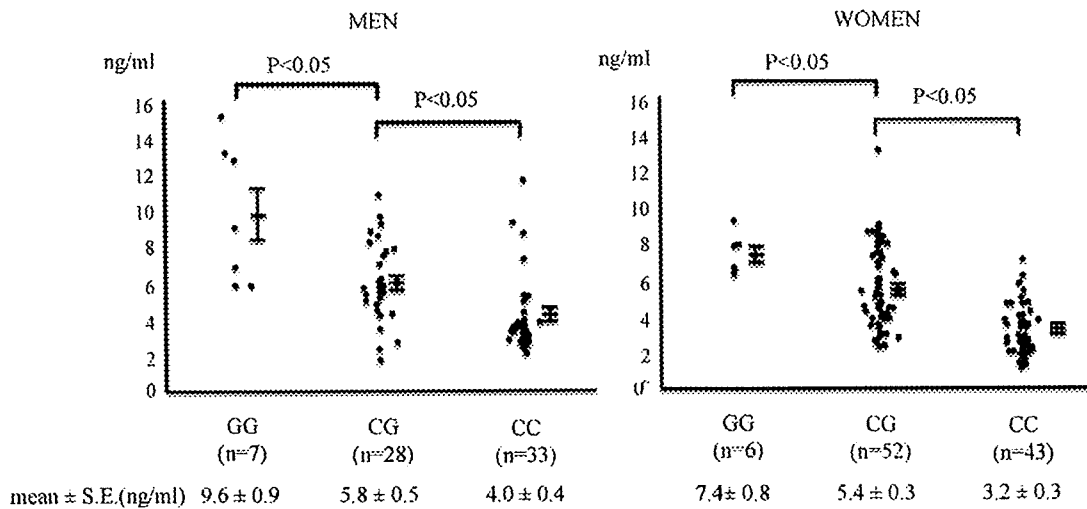 MEN
WOMEN
ng/ml
ng/ml
P<0.05
P<0.05
P<0.05
P<0.05
16
14
12
10
8
6
4
2
0
16
14
12
10
8
6
4
2
0
GG
CG
CC
GG
CG
CC
(n=7)
(n=28)
(n=33)
(n=6)
(n=52)
(n=43)
mean ± S.E.(ng/ml) 9.6 ± 0.9 5.8 ± 0.5 4.0 ± 0.4 7.4 ± 0.8 5.4 ± 0.3 3.2 ± 0.3